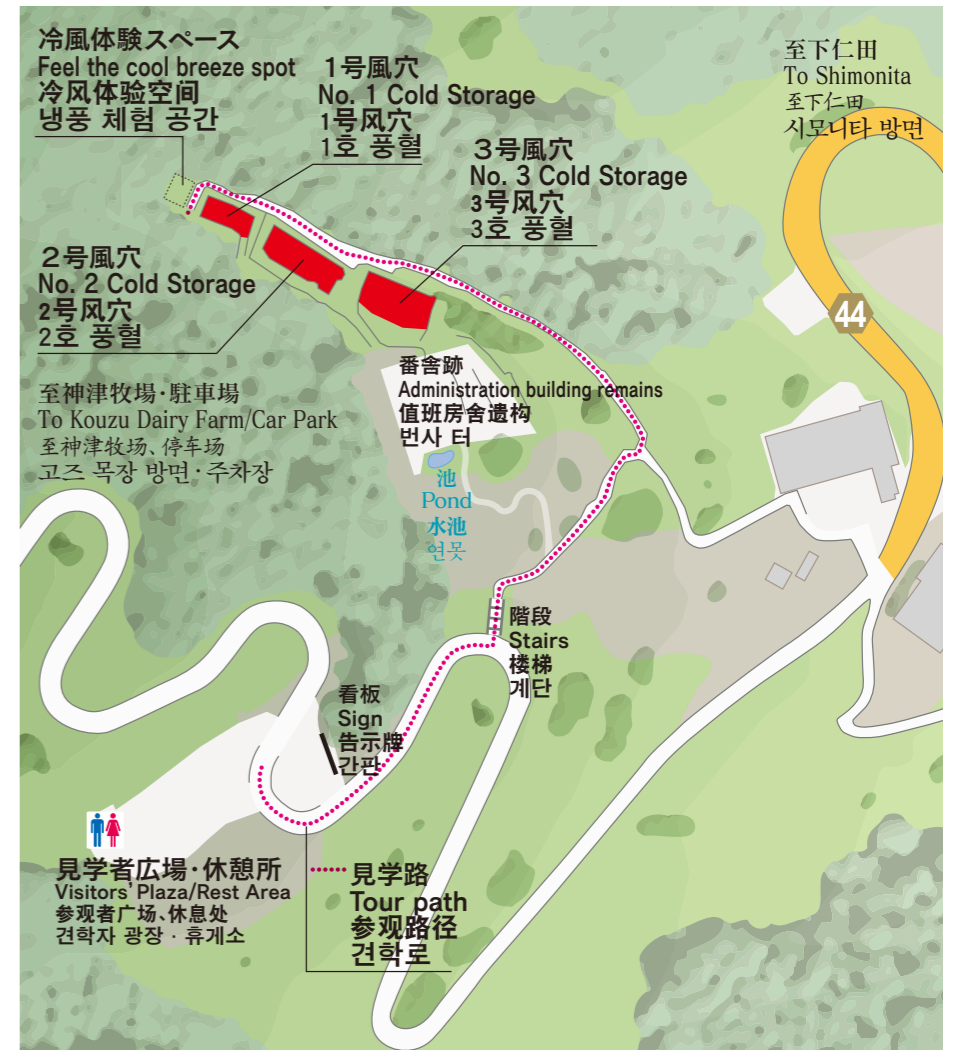 冷風体験スペース
Feel the cool breeze spot
冷风体验空间
냉풍 체험 공간
1号風穴
No. 1 Cold Storage
1号风穴
1호 풍혈
3号風穴
No. 3 Cold Storage
3号风穴
3호 풍혈
至下仁田
To Shimonita
至下仁田
시모니타 방면
2号風穴
No. 2 Cold Storage
2号风穴
2호 풍혈
44
番舎跡
Administration building remains
值班房舍遗构
번사 터
至神津牧場・駐車場
To Kouzu Dairy Farm/Car Park
至神津牧场、停车场
고즈 목장 방면・주차장
池
Pond
水池
연못
階段
Stairs
楼梯
계단
看板
Sign
告示牌
간판
見学者広場・休憩所
Visitors' Plaza/Rest Area
参观者广场、休息处
견학자 광장・휴게소
見学路
Tour path
参观路径
견학로